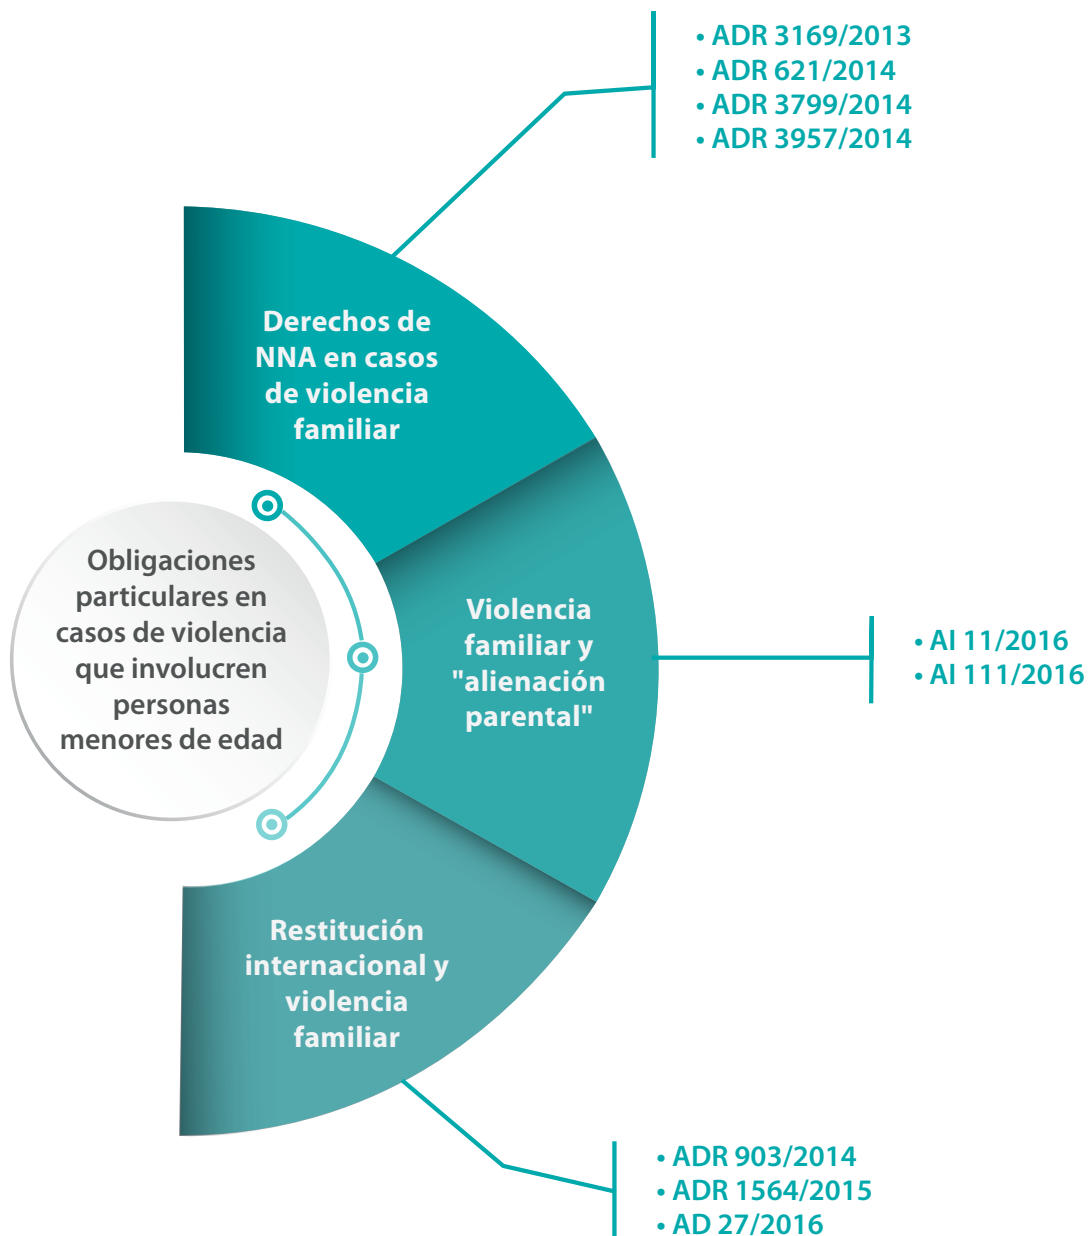 • ADR 3169/2013
• ADR 621/2014
• ADR 3799/2014
• ADR 3957/2014
Derechos de
NNA en casos
de violencia
familiar
Obligaciones
particulares en
casos de violencia
que involucren
personas
menores de edad
Violencia
familiar y
"alienación
parental"
• AI 11/2016
• AI 111/2016
Restitución
internacional y
violencia
familiar
• ADR 903/2014
• ADR 1564/2015
• AD 27/2016